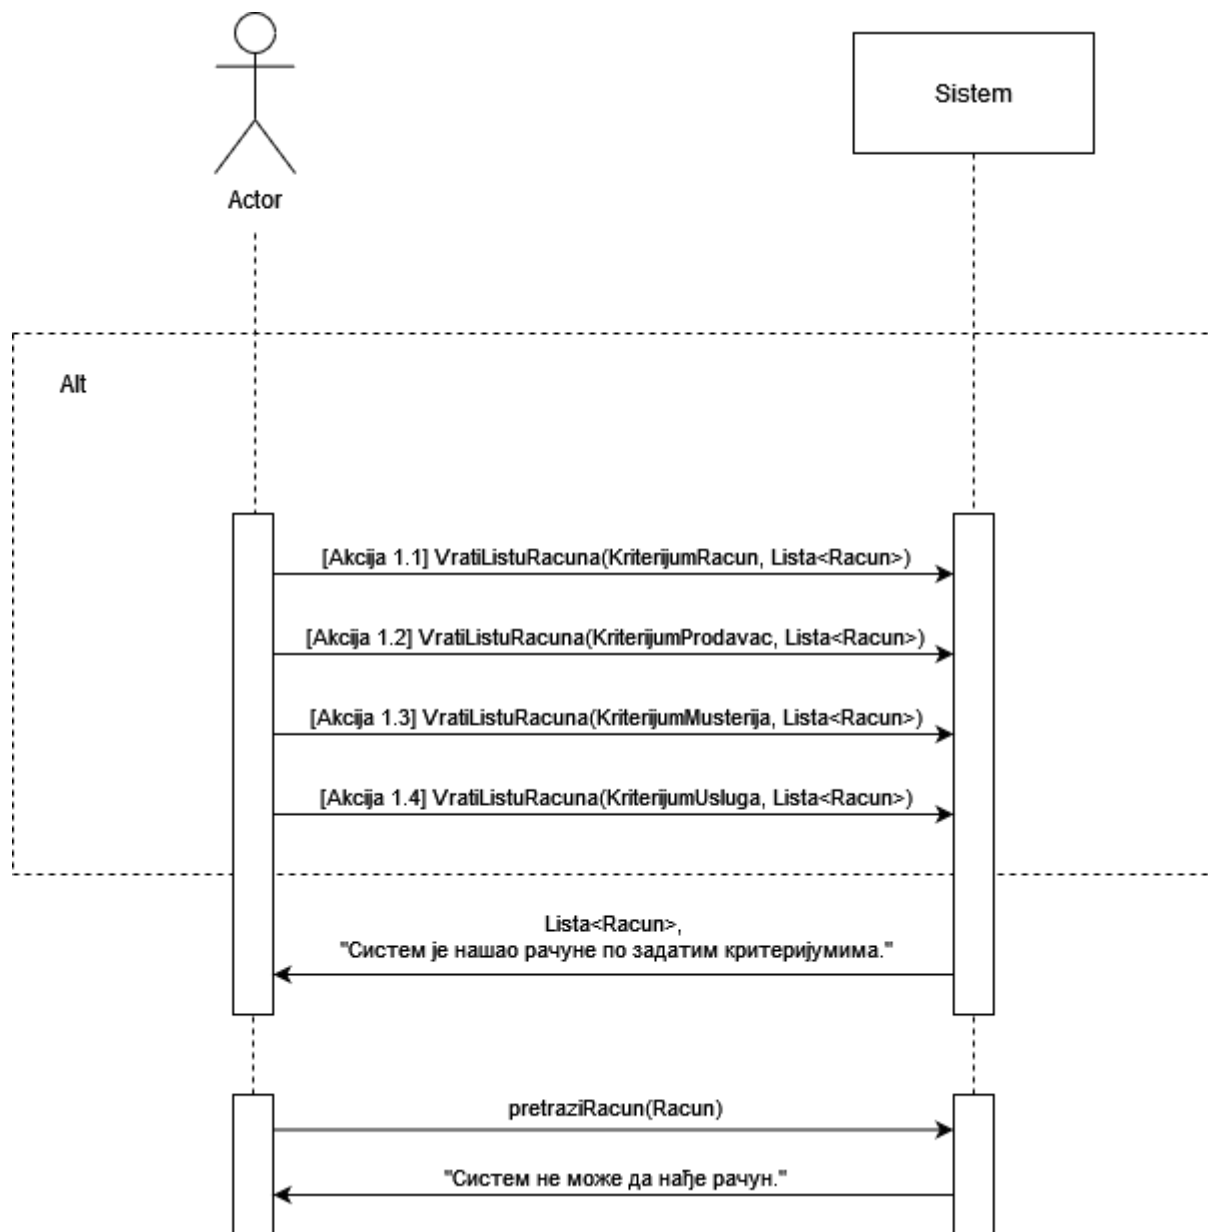 Actor
Sistem
Alt
[Akcija 1.1] VratiListuRacuna(KriterijumRacun, Lista<Racun>)
[Akcija 1.2] VratiListuRacuna(KriterijumProdavac, Lista<Racun>)
[Akcija 1.3] VratiListuRacuna(KriterijumMusterija, Lista<Racun>)
[Akcija 1.4] VratiListuRacuna(KriterijumUsluga, Lista<Racun>)
Lista<Racun>,
"Систем је нашао рачуне по задатим критеријумима."
pretraziRacun(Racun)
"Систем не може да нађе рачун."